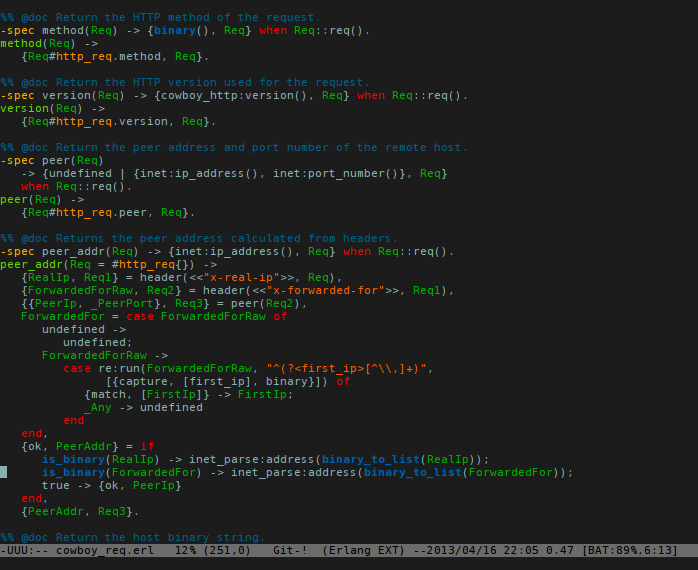 %% @doc Return the HTTP method of the request.
-spec method(Req) -> {binary(), Req} when Req::req().
method(Req) ->
   {Req#http_req.method, Req}.

%% @doc Return the HTTP version used for the request.
-spec version(Req) -> {cowboy_http:version(), Req} when Req::req().
version(Req) ->
   {Req#http_req.version, Req}.

%% @doc Return the peer address and port number of the remote host.
-spec peer(Req)
   -> {undefined | {inet:ip_address(), inet:port_number()}, Req}
   when Req::req().
peer(Req) ->
   {Req#http_req.peer, Req}.

%% @doc Returns the peer address calculated from headers.
-spec peer_addr(Req) -> {inet:ip_address(), Req} when Req::req().
peer_addr(Req = #http_req{}) ->
   {RealIp, Req1} = header(<<"x-real-ip">>, Req),
   {ForwardedForRaw, Req2} = header(<<"x-forwarded-for">>, Req1),
   {{PeerIp, _PeerPort}, Req3} = peer(Req2),
   ForwardedFor = case ForwardedForRaw of
      undefined ->
         undefined;
      ForwardedForRaw ->
         case re:run(ForwardedForRaw, "^(?<first_ip>[^\\,]+)",
               [{capture, [first_ip], binary}]) of
            {match, [FirstIp]} -> FirstIp;
            _Any -> undefined
         end
   end,
   {ok, PeerAddr} = if
      is_binary(RealIp) -> inet_parse:address(binary_to_list(RealIp));
      is_binary(ForwardedFor) -> inet_parse:address(binary_to_list(ForwardedFor));
      true -> {ok, PeerIp}
   end,
   {PeerAddr, Req3}.

%% @doc Return the host binary string.
-UUU:-- cowboy_req.erl   12% (251,0)   Git-!  (Erlang EXT) --2013/04/16 22:05 0.47 [BAT:89%,6:13]